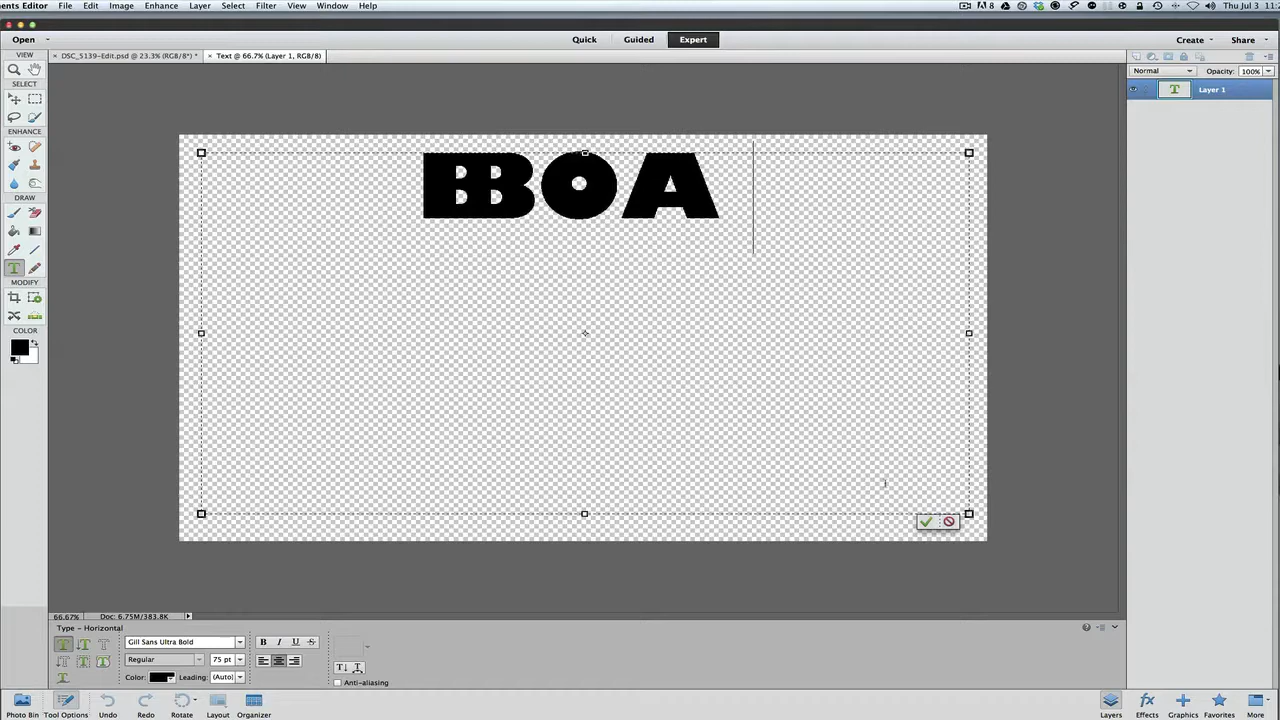 ents Editor File Edit Image Enhance Layer Select Filter View Window Help 8 Thu Jul 3
Open Quick Guided Expert Create Share
VIEW × DSC_5139-Edit.psd @ 23.3% (RGB/8*) * × Text @ 66.7% (Layer 1, RGB/8)
Normal Opacity: 100%
SELECT
T Layer 1
ENHANCE
BBOA
DRAW
T
MODIFY
COLOR
66.67% Doc: 6.75M/383.8K
Type - Horizontal
Gill Sans Ultra Bold B I U S
Regular 75 pt
Color: Leading: (Auto) Anti-aliasing
Photo Bin Tool Options Undo Redo Rotate Layout Organizer Layers Effects Graphics Favorites More